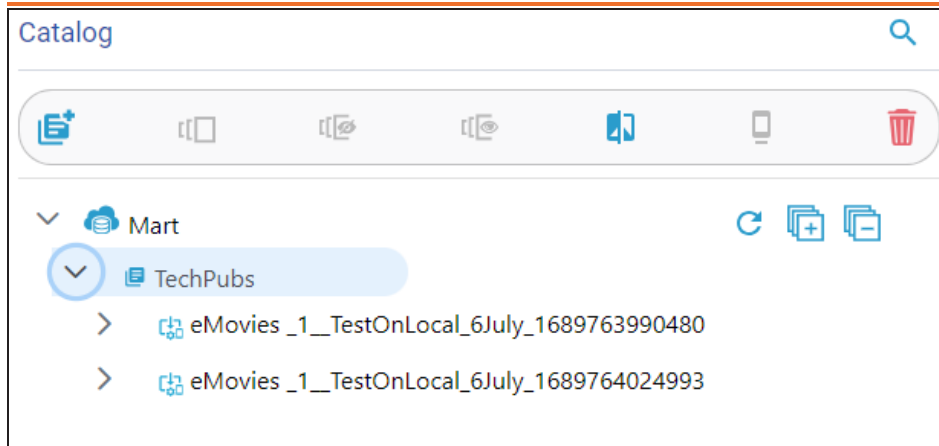 Catalog
Mart
TechPubs
eMovies _1__TestOnLocal_6July_1689763990480
eMovies _1__TestOnLocal_6July_1689764024993